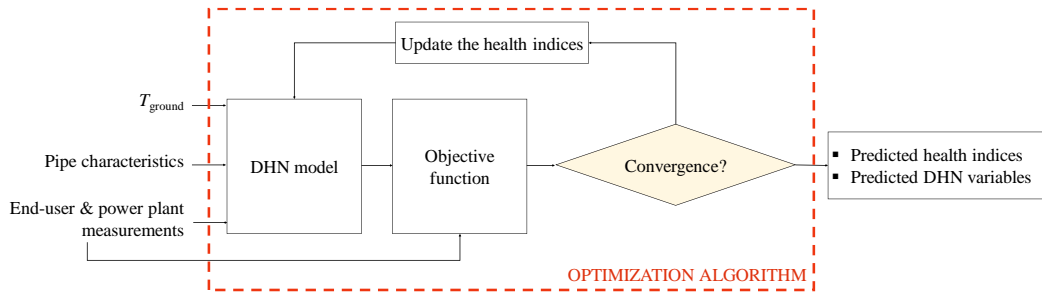 Update the health indices
T_ground
Pipe characteristics
End-user & power plant
measurements
DHN model
Objective
function
Convergence?
▪ Predicted health indices
▪ Predicted DHN variables
OPTIMIZATION ALGORITHM